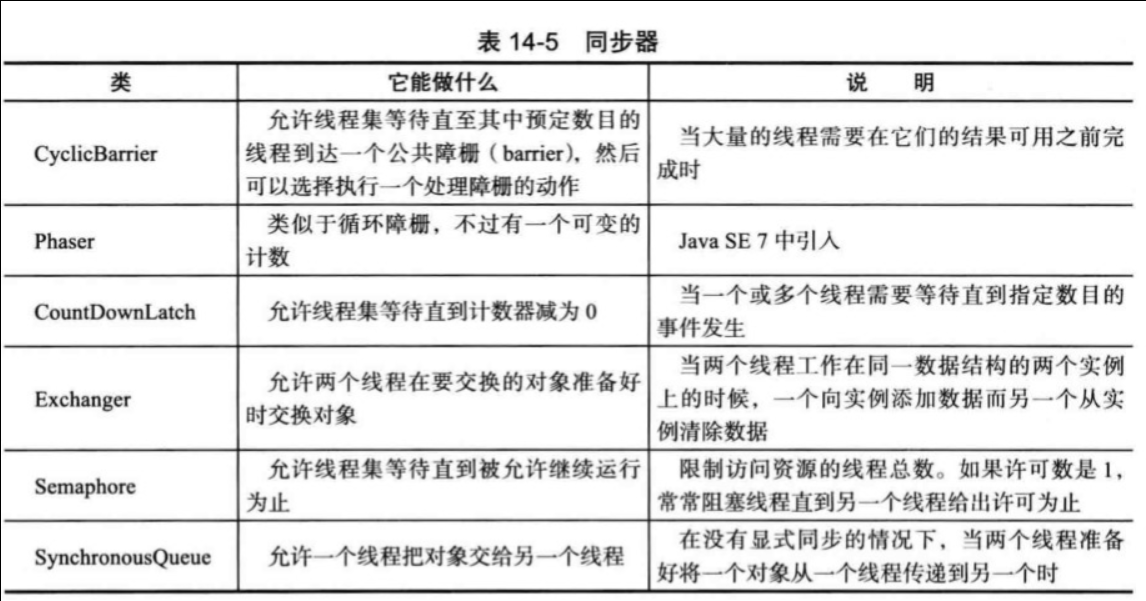 表 14-5 同步器
类 它能做什么 说 明
CyclicBarrier
允许线程集等待直至其中预定数目的
线程到达一个公共障栅（barrier），然后
可以选择执行一个处理障栅的动作
当大量的线程需要在它们的结果可用之前完
成时
Phaser
类似于循环障栅，不过有一个可变的
计数
Java SE 7 中引入
CountDownLatch
允许线程集等待直到计数器减为 0
当一个或多个线程需要等待直到指定数目的
事件发生
Exchanger
允许两个线程在要交换的对象准备好
时交换对象
当两个线程工作在同一数据结构的两个实例
上的时候，一个向实例添加数据而另一个从实
例清除数据
Semaphore
允许线程集等待直到被允许继续运行
为止
限制访问资源的线程总数。如果许可数是 1，
常常阻塞线程直到另一个线程给出许可为止
SynchronousQueue
允许一个线程把对象交给另一个线程
在没有显式同步的情况下，当两个线程准备
好将一个对象从一个线程传递到另一个时